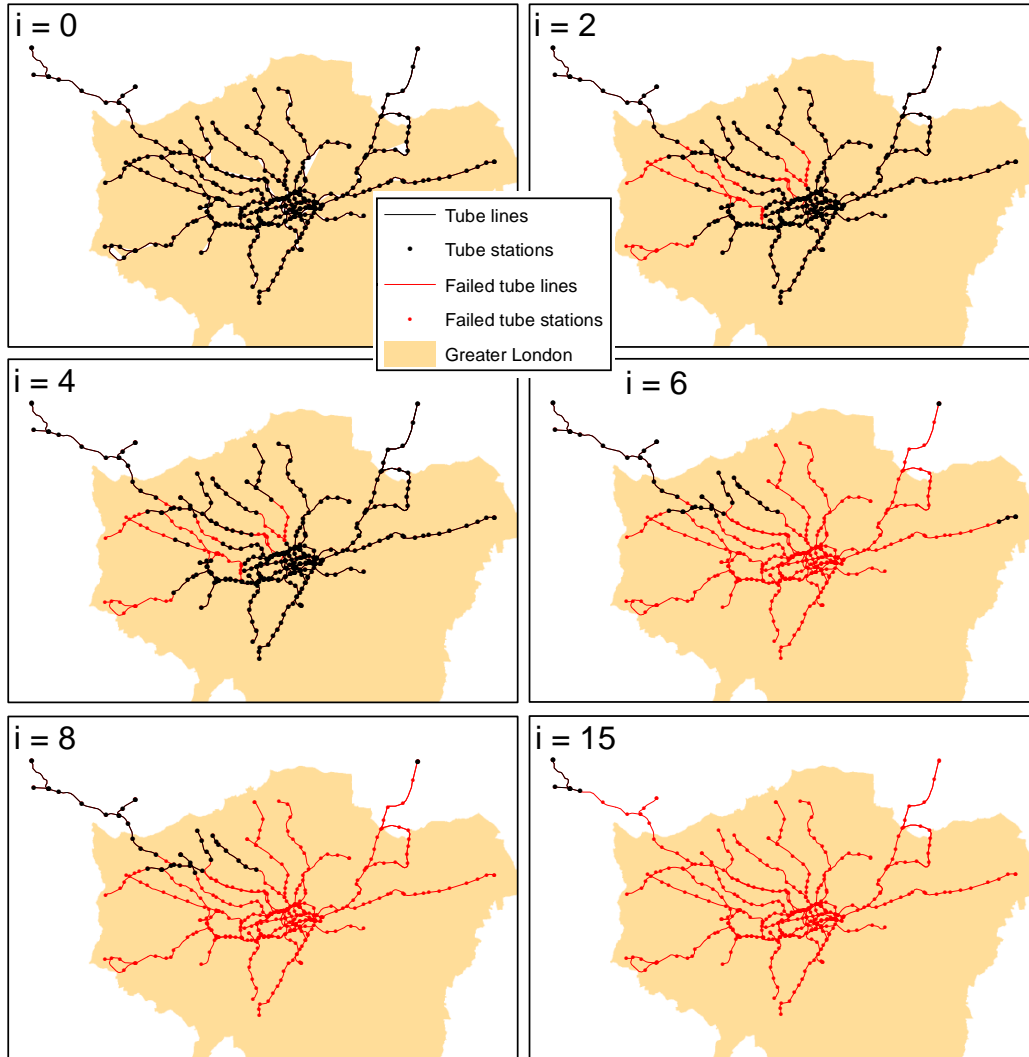 i = 0
i = 2
Tube lines
Tube stations
Failed tube lines
Failed tube stations
Greater London
i = 4
i = 6
i = 8
i = 15